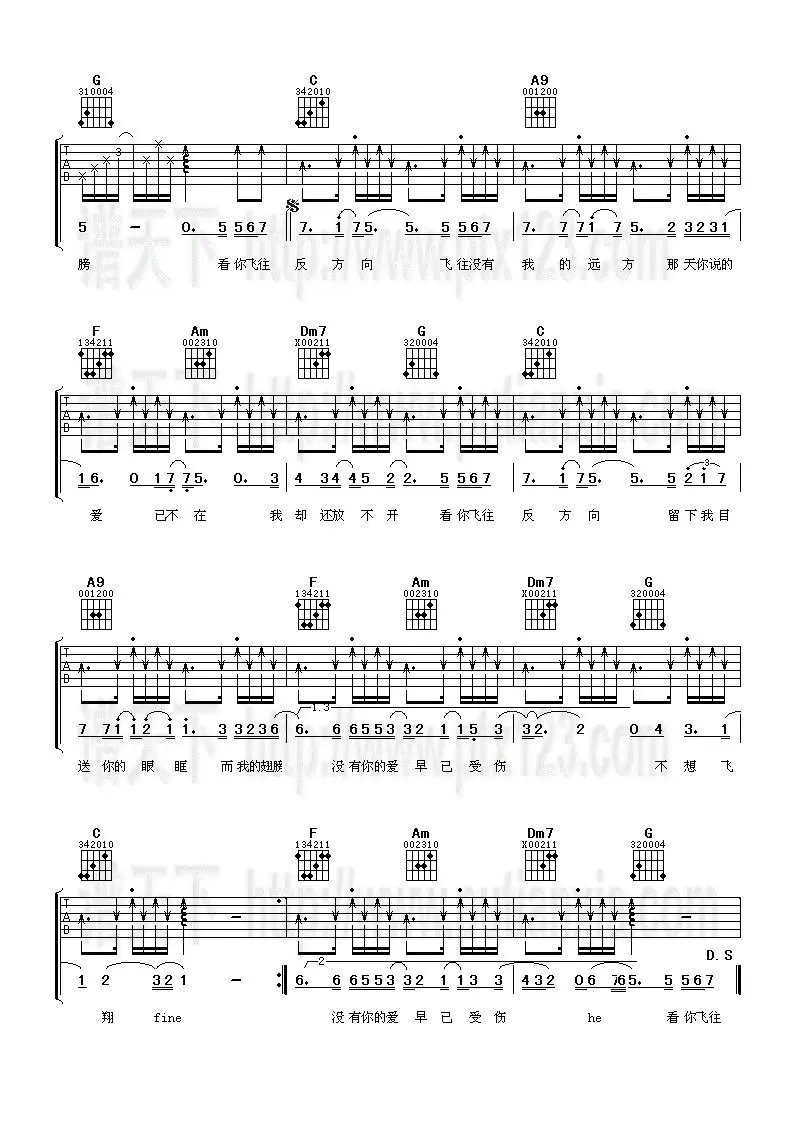 G C A9
310004 342010 001200
T A B 3
5 - 0. 5 5 6 7 7. 1 7 5. 5. 5 5 6 7 7. 7 7 1 7 5. 2 3 2 3 1
膀 看你飞往 反 方 向 飞 往没有 我 的 远 方 那 天你说的
F Am Dm7 G C
134211 002310 X00211 320004 342010
T A B
1 6. 0 1 7 7 5. 0. 3 4 3 4 4 5 2 2. 5 5 6 7 7. 1 7 5. 5. 5 2 1 7
3
爱 已不 在 我 却 还放 不 开 看你飞往 反 方 向 留 下 我 目
A9 F Am Dm7 G
001200 134211 002310 X00211 320004
T A B
1.3
7 7 1 1 2 1 1. 3 3 2 3 6 6. 6 6 5 5 3 3 2 1 1 5 3 3 2. 2 0 4 3. 1
送 你的 眼 眶 而 我的翅膀 没 有你的爱 早 已 受 伤 不 想 飞
C F Am Dm7 G
342010 134211 002310 X00211 320004
T A B
D.S
2
1 2 3 2 1 - 6. 6 6 5 5 3 3 2 1 1 3 3 4 3 2 0 6 7 6 5. 5 5 6 7
翔 fine 没 有你的爱 早 已 受 伤 he 看 你飞往